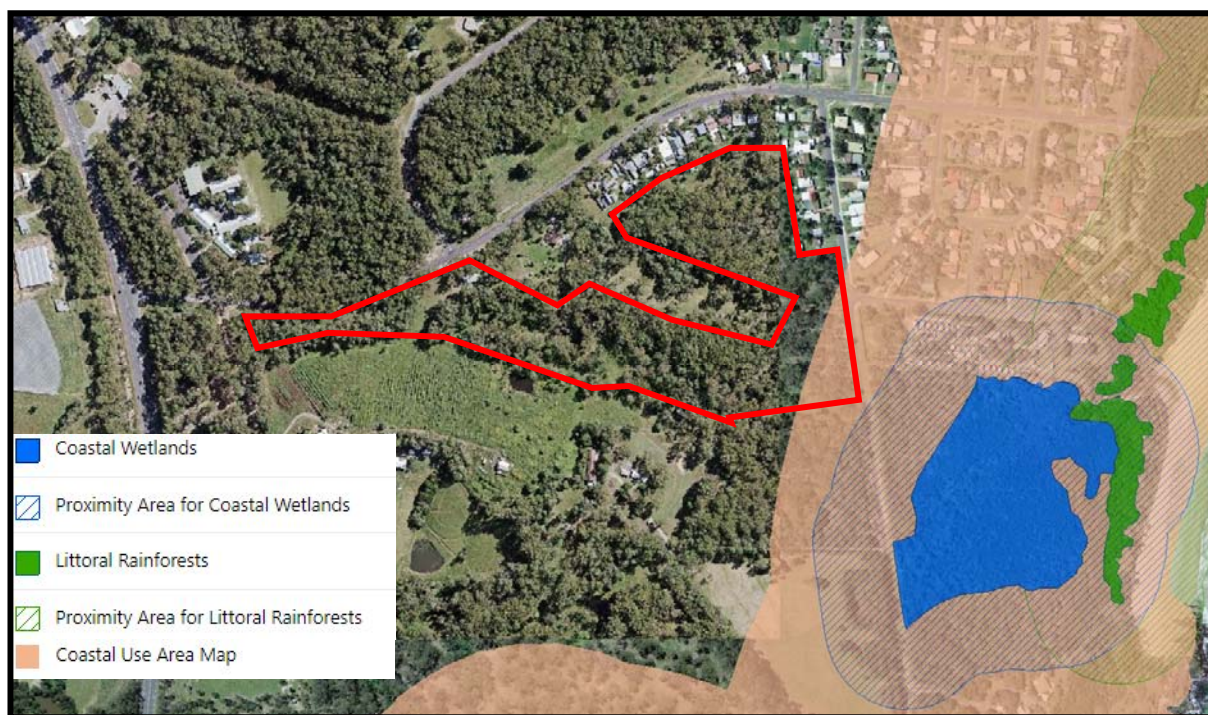 Coastal Wetlands
Proximity Area for Coastal Wetlands
Littoral Rainforests
Proximity Area for Littoral Rainforests
Coastal Use Area Map